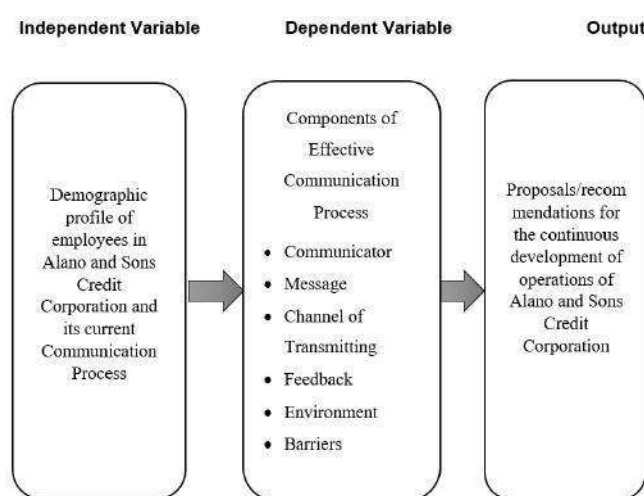 Independent Variable
Dependent Variable
Output
Demographic
profile of
employees in
Alano and Sons
Credit
Corporation and
its current
Communication
Process
Components of
Effective
Communication
Process
• Communicator
• Message
• Channel of
Transmitting
• Feedback
• Environment
• Barriers
Proposals/recom
mendations for
the continuous
development of
operations of
Alano and Sons
Credit
Corporation